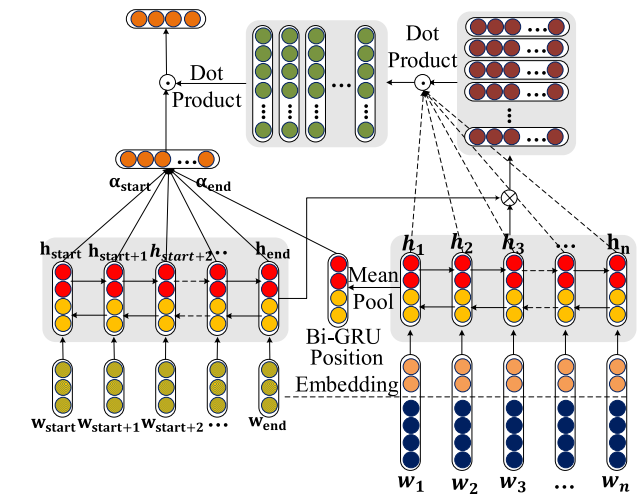 Dot
Product
Dot
Product
α_start α_end
h_start h_start+1 h_start+2 ·· h_end
h_1 h_2 h_3 ... h_n
Mean
Pool
Bi-GRU
Position
Embedding
w_start w_start+1 w_start+2 ... w_end
w_1 w_2 w_3 ... w_n